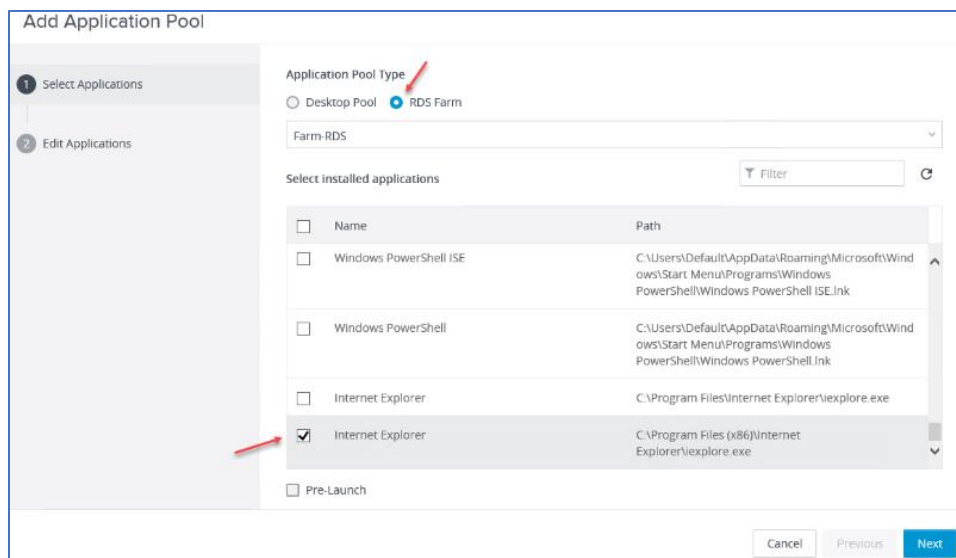 Add Application Pool
1 Select Applications
2 Edit Applications
Application Pool Type
Desktop Pool RDS Farm
Farm-RDS
Select installed applications
Filter
Name Path
Windows PowerShell ISE C:\Users\Default\AppData\Roaming\Microsoft\Wind
ows\Start Menu\Programs\Windows
PowerShell\Windows PowerShell ISE.lnk
Windows PowerShell C:\Users\Default\AppData\Roaming\Microsoft\Wind
ows\Start Menu\Programs\Windows
PowerShell\Windows PowerShell.lnk
Internet Explorer C:\Program Files\Internet Explorer\iexplore.exe
Internet Explorer C:\Program Files (x86)\Internet
Explorer\iexplore.exe
Pre-Launch
Cancel Previous Next